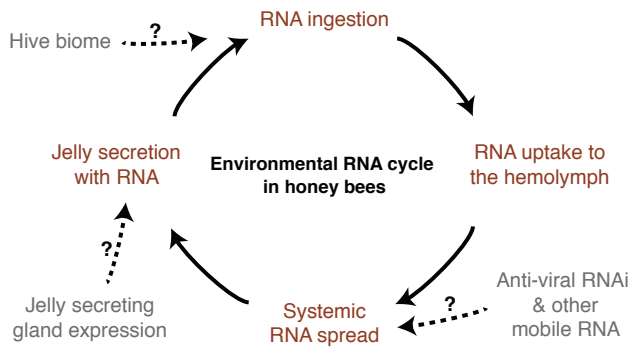 RNA ingestion
?
Hive biome
Jelly secretion
with RNA
Environmental RNA cycle
in honey bees
RNA uptake to
the hemolymph
?
Jelly secreting
gland expression
Systemic
RNA spread
?
Anti-viral RNAi
& other
mobile RNA